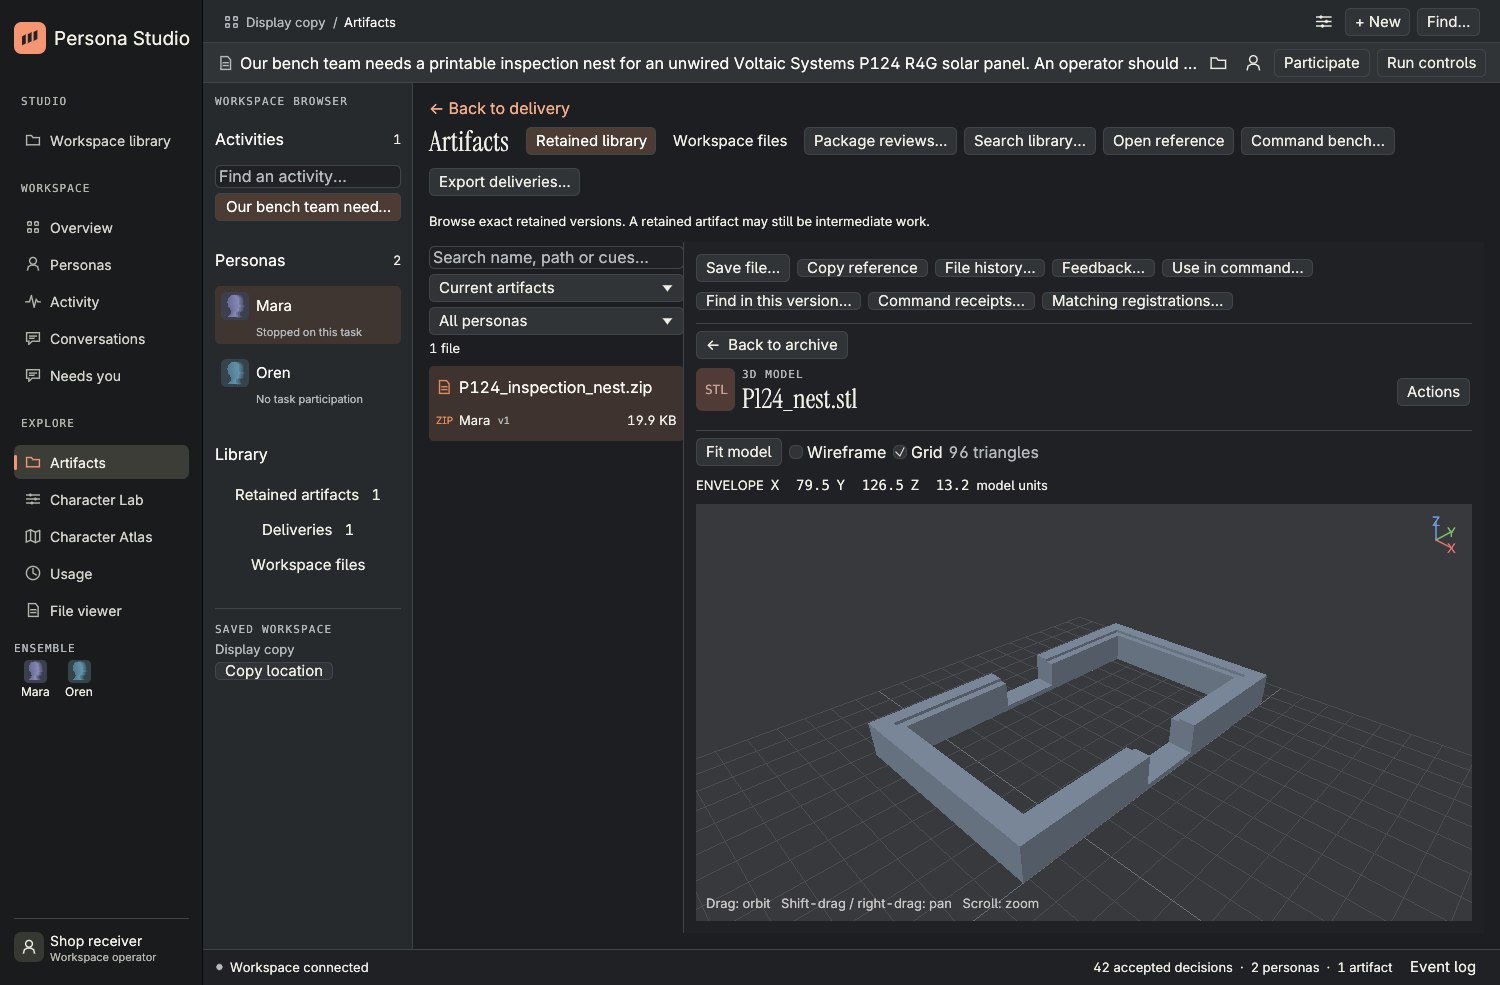 Persona Studio
STUDIO
Workspace library
WORKSPACE
Overview
Personas
Activity
Conversations
Needs you
EXPLORE
Artifacts
Character Lab
Character Atlas
Usage
File viewer
ENSEMBLE
Mara
Oren
Shop receiver
Workspace operator
Display copy / Artifacts
+ New
Find...
Our bench team needs a printable inspection nest for an unwired Voltaic Systems P124 R4G solar panel. An operator should ...
Participate
Run controls
WORKSPACE BROWSER
Activities 1
Find an activity...
Our bench team need...
Personas 2
Mara
Stopped on this task
Oren
No task participation
Library
Retained artifacts 1
Deliveries 1
Workspace files
SAVED WORKSPACE
Display copy
Copy location
← Back to delivery
Artifacts
Retained library
Workspace files
Package reviews...
Search library...
Open reference
Command bench...
Export deliveries...
Browse exact retained versions. A retained artifact may still be intermediate work.
Search name, path or cues...
Current artifacts
All personas
1 file
P124_inspection_nest.zip
ZIP Mara v1 19.9 KB
Save file...
Copy reference
File history...
Feedback...
Use in command...
Find in this version...
Command receipts...
Matching registrations...
← Back to archive
STL
3D MODEL
P124_nest.stl
Actions
Fit model
Wireframe
Grid
96 triangles
ENVELOPE X 79.5 Y 126.5 Z 13.2 model units
Z
Y
X
Drag: orbit Shift-drag / right-drag: pan Scroll: zoom
Workspace connected
42 accepted decisions · 2 personas · 1 artifact
Event log